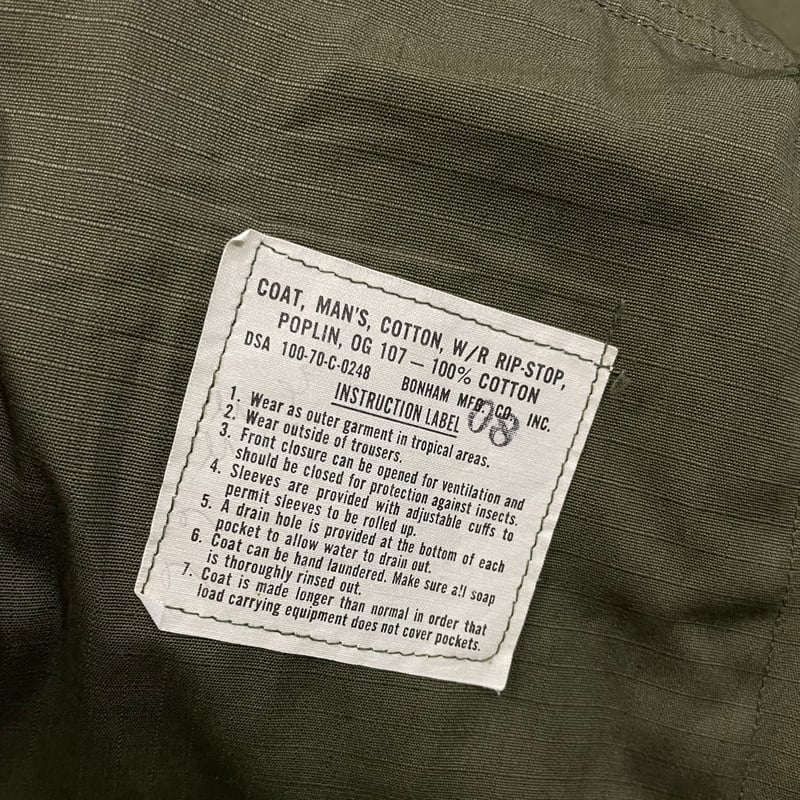 COAT, MAN'S, COTTON, W/R RIP-STOP,
POPLIN, OG 107 — 100% COTTON
DSA 100-70-C-0248 BONHAM MFG. CO. INC.
INSTRUCTION LABEL 08
1. Wear as outer garment in tropical areas.
2. Wear outside of trousers.
3. Front closure can be opened for ventilation and
should be closed for protection against insects.
4. Sleeves are provided with adjustable cuffs to
permit sleeves to be rolled up.
5. A drain hole is provided at the bottom of each
pocket to allow water to drain out.
6. Coat can be hand laundered. Make sure all soap
is thoroughly rinsed out.
7. Coat is made longer than normal in order that
load carrying equipment does not cover pockets.